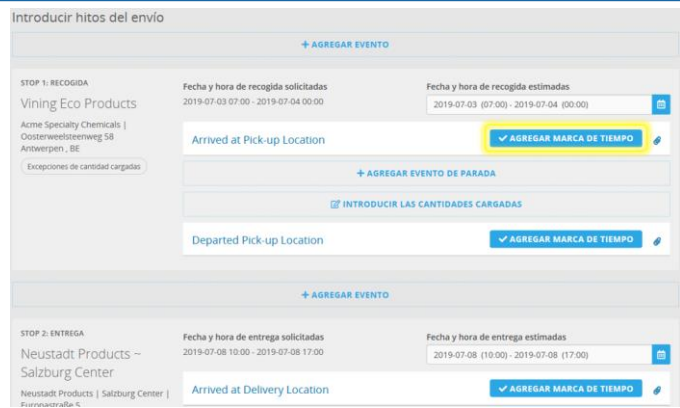 Introducir hitos del envío
+ AGREGAR EVENTO
STOP 1: RECOGIDA
Vining Eco Products
Acme Specialty Chemicals |
Oosterweelsteenweg 58
Antwerpen , BE
Excepciones de cantidad cargadas
Fecha y hora de recogida solicitadas
2019-07-03 07:00 - 2019-07-04 00:00
Fecha y hora de recogida estimadas
2019-07-03 (07:00) - 2019-07-04 (00:00)
Arrived at Pick-up Location
AGREGAR MARCA DE TIEMPO
+ AGREGAR EVENTO DE PARADA
INTRODUCIR LAS CANTIDADES CARGADAS
Departed Pick-up Location
AGREGAR MARCA DE TIEMPO
+ AGREGAR EVENTO
STOP 2: ENTREGA
Neustadt Products ~
Salzburg Center
Neustadt Products | Salzburg Center |
Europastraße 5
Fecha y hora de entrega solicitadas
2019-07-08 10:00 - 2019-07-08 17:00
Fecha y hora de entrega estimadas
2019-07-08 (10:00) - 2019-07-08 (17:00)
Arrived at Delivery Location
AGREGAR MARCA DE TIEMPO